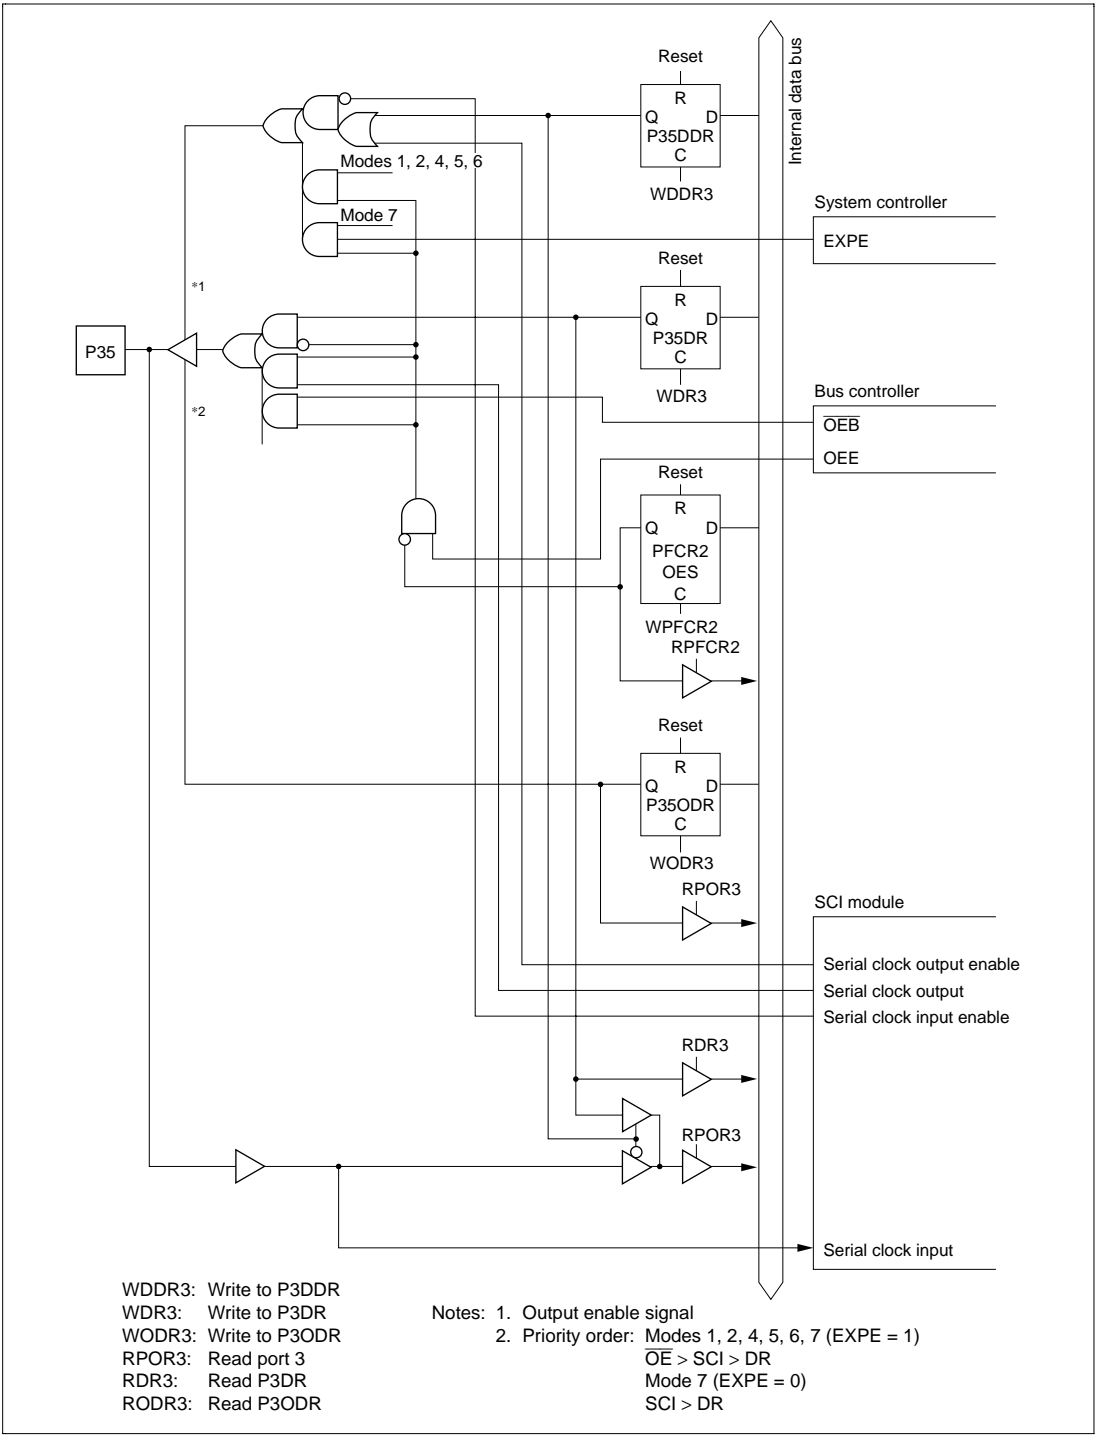 Reset
Internal data bus
R
Q D
P35DDR
C
WDDR3
Modes 1, 2, 4, 5, 6
Mode 7
System controller
EXPE
Reset
R
Q D
P35DR
C
WDR3
*1
P35
*2
Bus controller
OEB
OEE
Reset
R
Q D
PFCR2
OES
C
WPFCR2
RPFCR2
Reset
R
Q D
P35ODR
C
WODR3
RPOR3
SCI module
Serial clock output enable
Serial clock output
Serial clock input enable
RDR3
RPOR3
Serial clock input
WDDR3: Write to P3DDR
WDR3: Write to P3DR
WODR3: Write to P3ODR
RPOR3: Read port 3
RDR3: Read P3DR
RODR3: Read P3ODR
Notes: 1. Output enable signal
2. Priority order: Modes 1, 2, 4, 5, 6, 7 (EXPE = 1)
OE > SCI > DR
Mode 7 (EXPE = 0)
SCI > DR